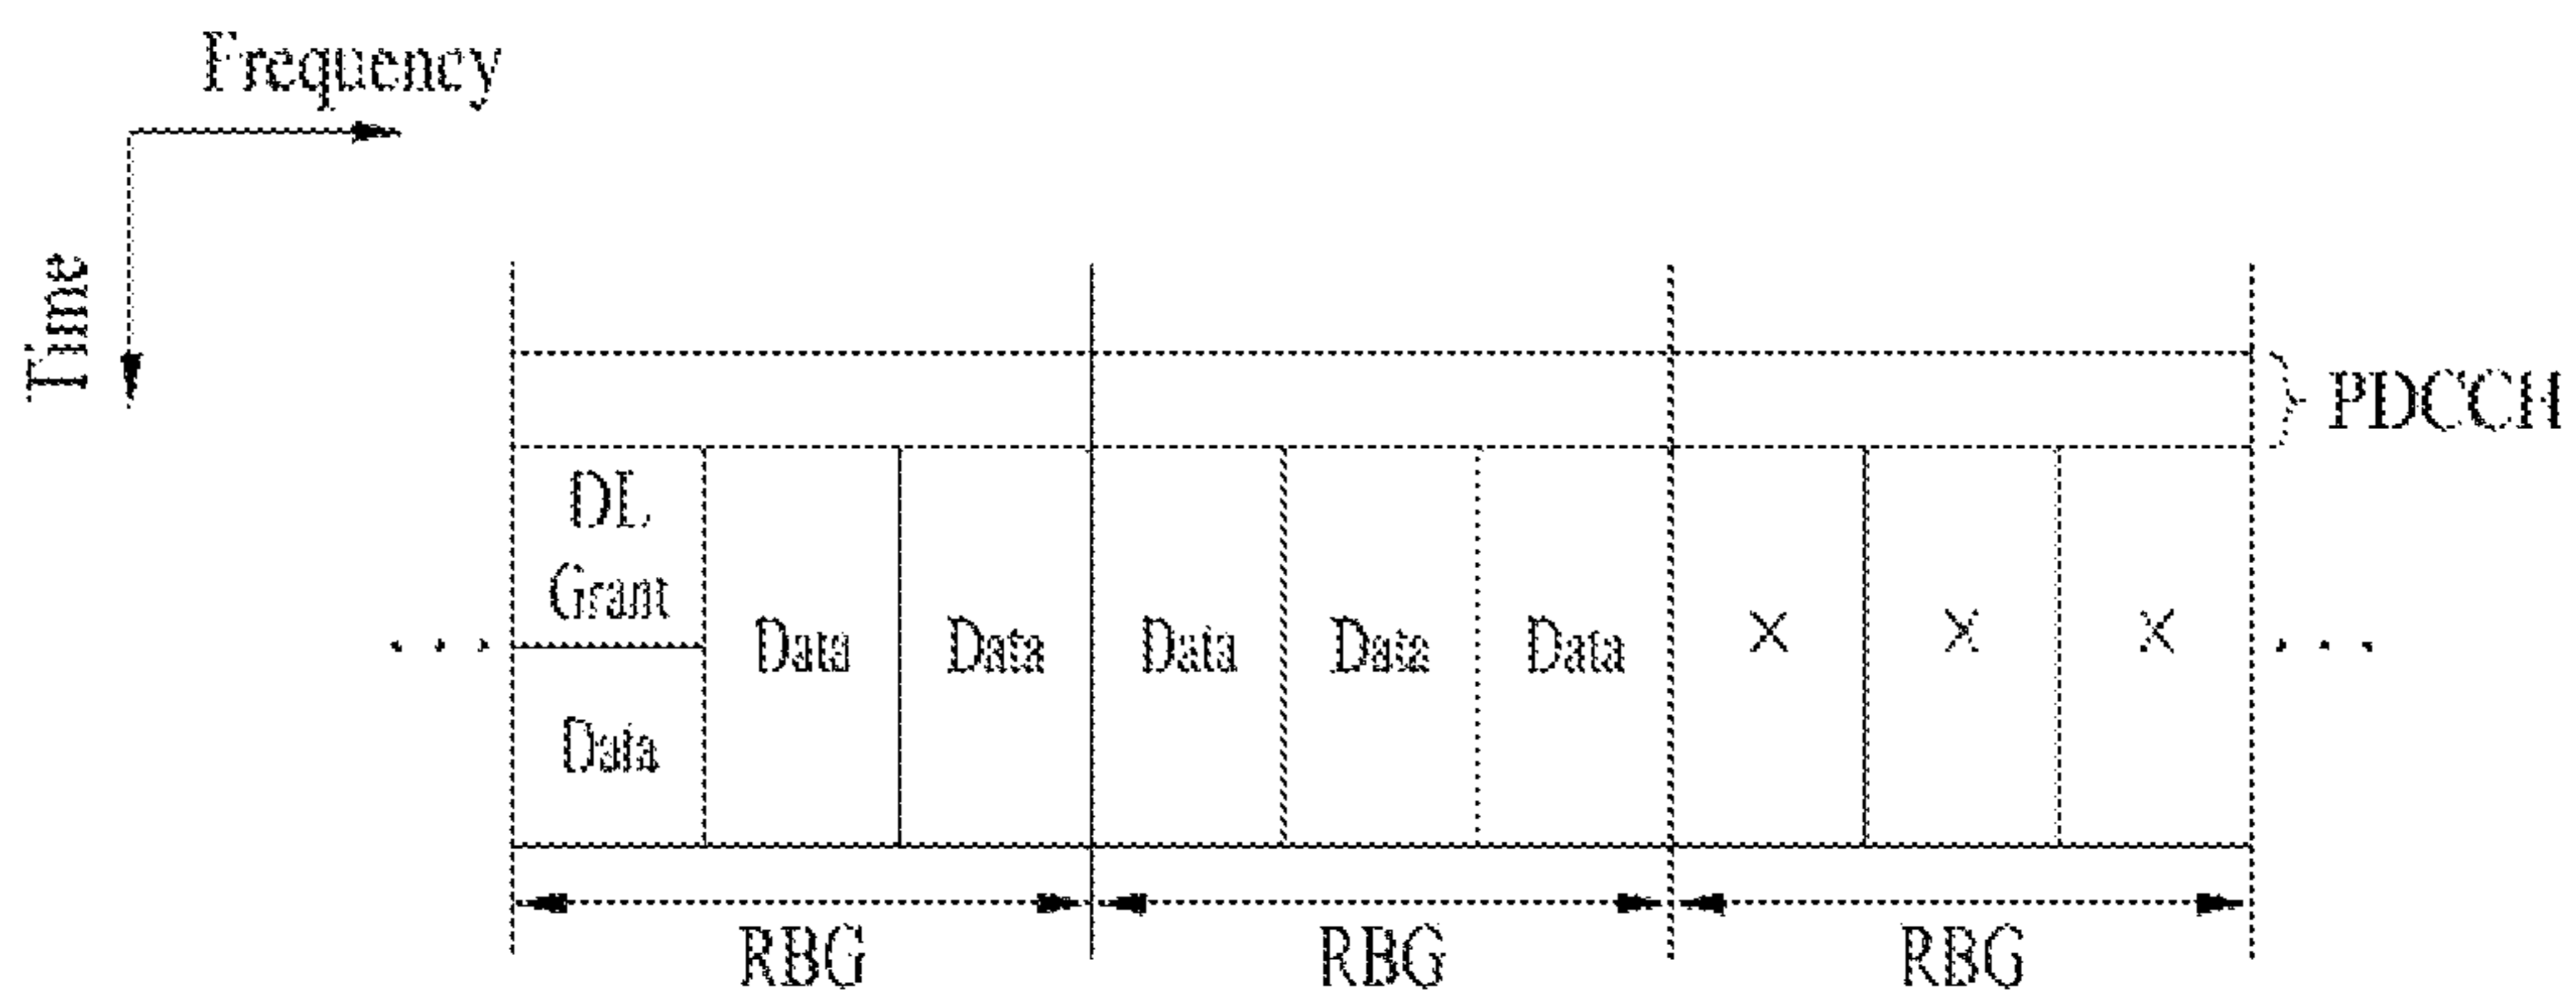 Frequency
Time
PDCCH
DL
Grant
Data
Data
Data
Data
Data
Data
X
X
X
...
...
RBG
RBG
RBG